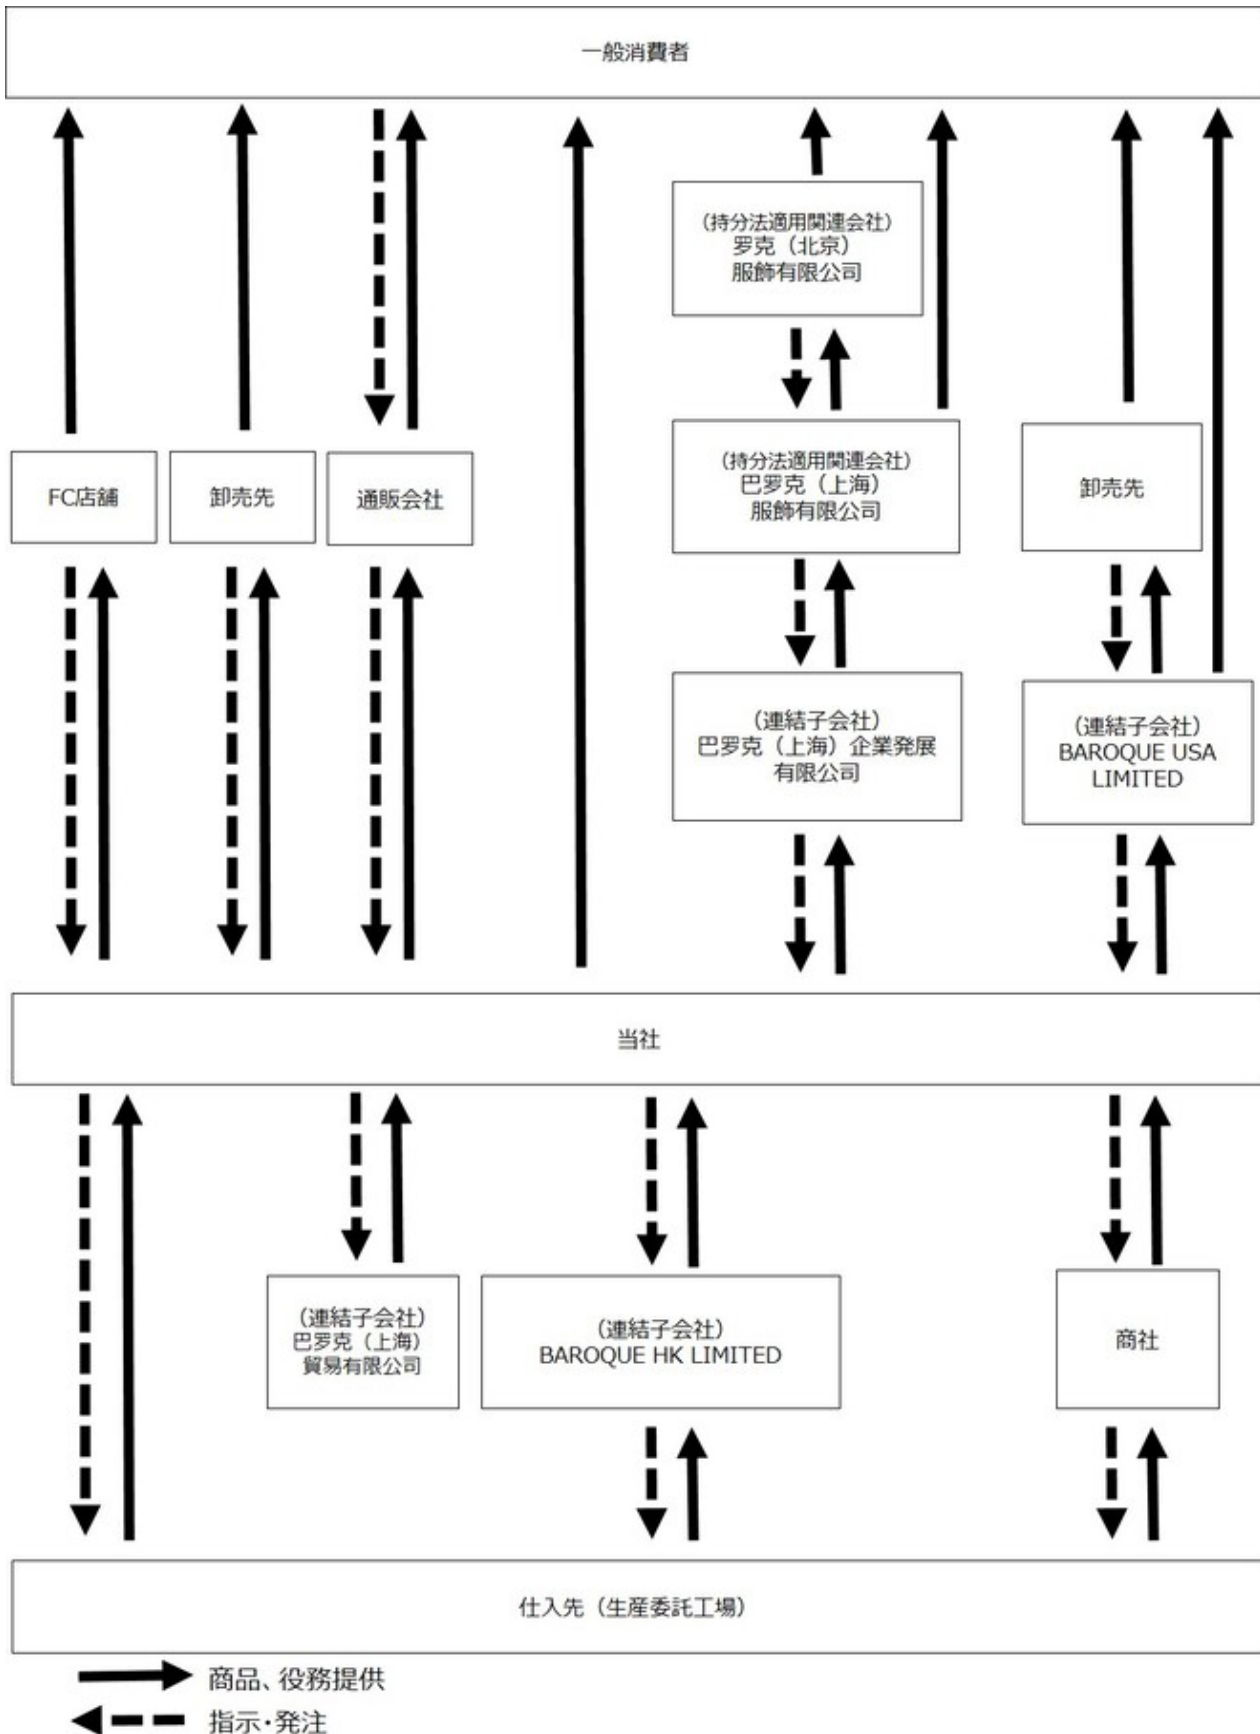 一般消費者
(持分法適用関連会社)
罗克（北京）
服飾有限公司
FC店舗
卸売先
通販会社
(持分法適用関連会社)
巴罗克（上海）
服飾有限公司
卸売先
（連結子会社）
巴罗克（上海）企業発展
有限公司
（連結子会社）
BAROQUE USA
LIMITED
当社
（連結子会社）
巴罗克（上海）
貿易有限公司
（連結子会社）
BAROQUE HK LIMITED
商社
仕入先（生産委託工場）
商品、役務提供
指示・発注